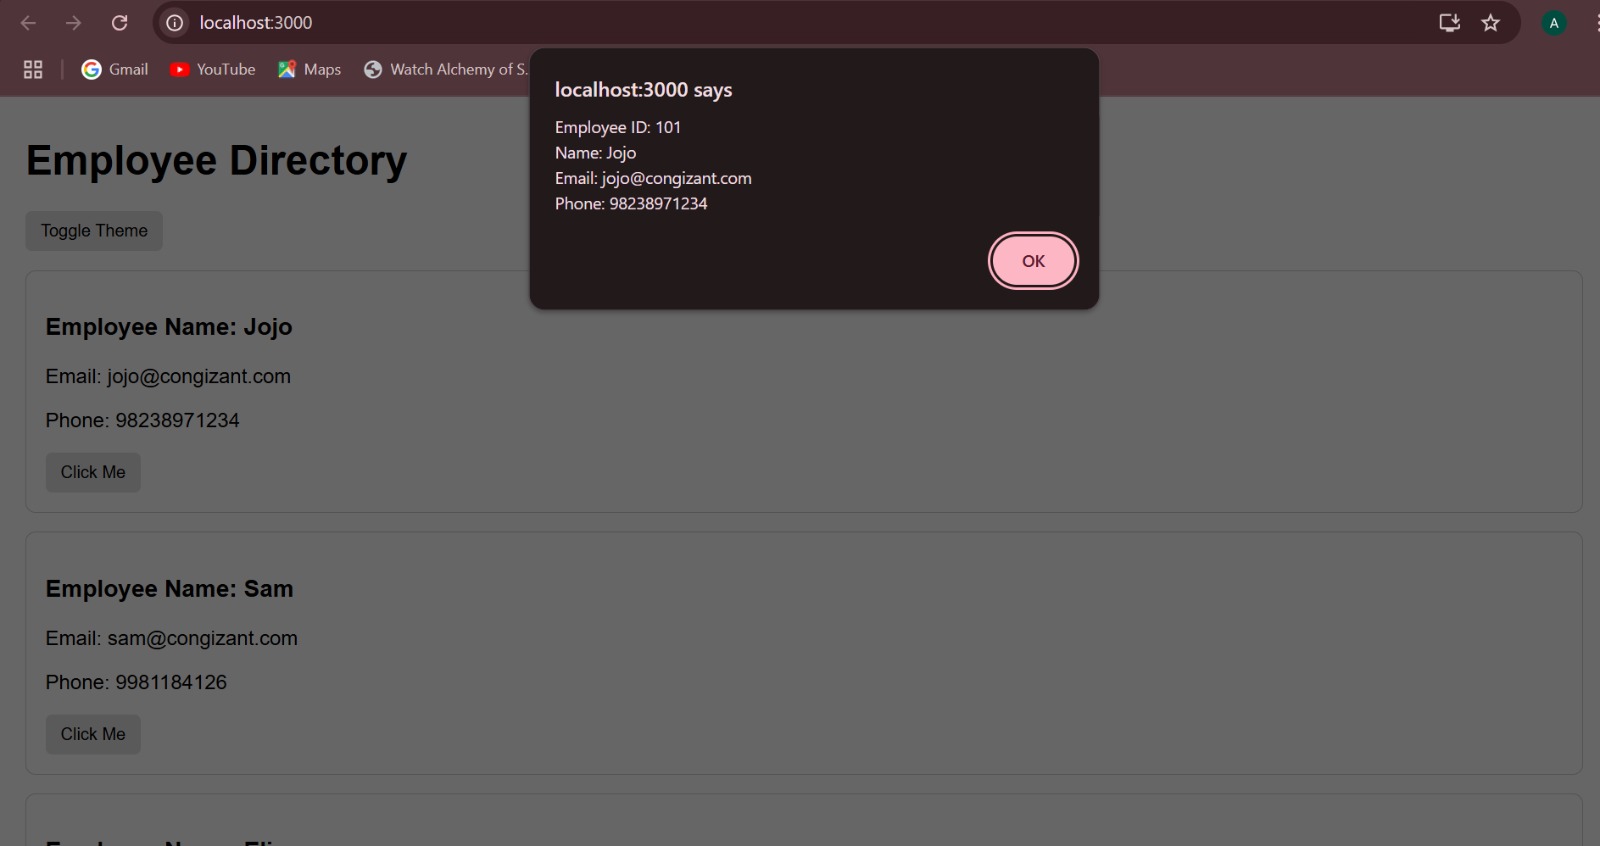 localhost:3000
A
Gmail
YouTube
Maps
Watch Alchemy of S...
localhost:3000 says
Employee ID: 101
Name: Jojo
Email: jojo@congizant.com
Phone: 98238971234
OK
Employee Directory
Toggle Theme
Employee Name: Jojo
Email: jojo@congizant.com
Phone: 98238971234
Click Me
Employee Name: Sam
Email: sam@congizant.com
Phone: 9981184126
Click Me
Employee Name: